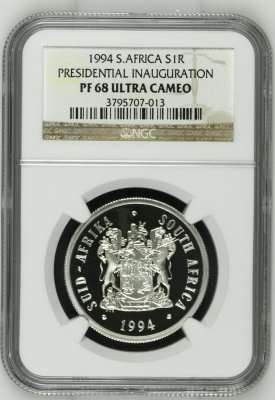 1994 S.AFRICA S1R
PRESIDENTIAL INAUGURATION
PF 68 ULTRA CAMEO
3795707-013
NGC
SUID-AFRIKA SOUTH AFRICA
1994